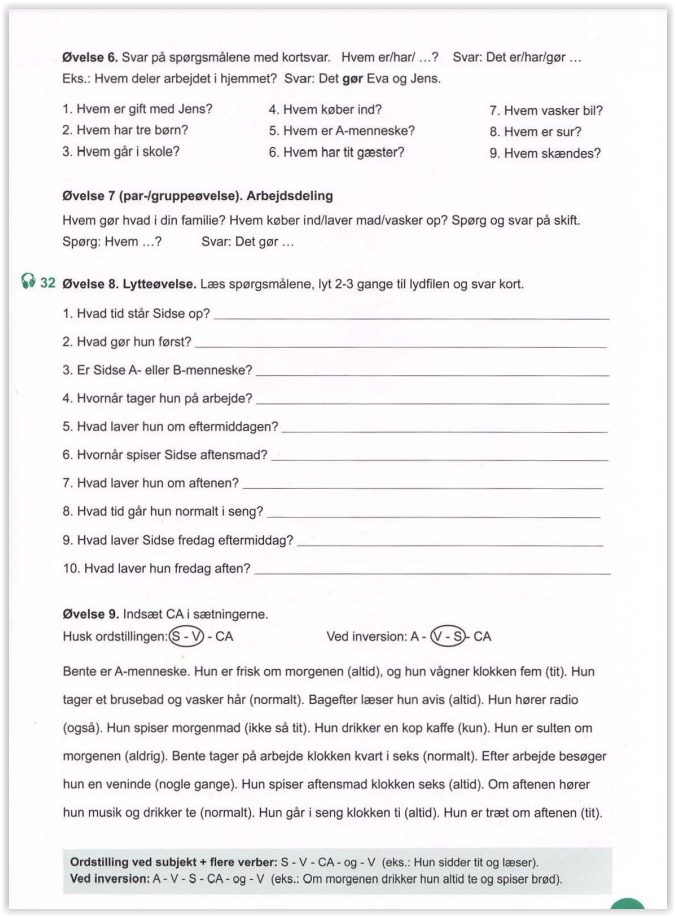 Øvelse 6. Svar på spørgsmålene med kortsvar. Hvem er/har/ ...? Svar: Det er/har/gør ...
Eks.: Hvem deler arbejdet i hjemmet? Svar: Det gør Eva og Jens.
1. Hvem er gift med Jens? 4. Hvem køber ind? 7. Hvem vasker bil?
2. Hvem har tre børn? 5. Hvem er A-menneske? 8. Hvem er sur?
3. Hvem går i skole? 6. Hvem har tit gæster? 9. Hvem skændes?
Øvelse 7 (par-/gruppeøvelse). Arbejdsdeling
Hvem gør hvad i din familie? Hvem køber ind/laver mad/vasker op? Spørg og svar på skift.
Spørg: Hvem ...? Svar: Det gør ...
32 Øvelse 8. Lytteøvelse. Læs spørgsmålene, lyt 2-3 gange til lydfilen og svar kort.
1. Hvad tid står Sidse op?
2. Hvad gør hun først?
3. Er Sidse A- eller B-menneske?
4. Hvornår tager hun på arbejde?
5. Hvad laver hun om eftermiddagen?
6. Hvornår spiser Sidse aftensmad?
7. Hvad laver hun om aftenen?
8. Hvad tid går hun normalt i seng?
9. Hvad laver Sidse fredag eftermiddag?
10. Hvad laver hun fredag aften?
Øvelse 9. Indsæt CA i sætningerne.
Husk ordstillingen: S - V - CA Ved inversion: A - V - S - CA
Bente er A-menneske. Hun er frisk om morgenen (altid), og hun vågner klokken fem (tit). Hun
tager et brusebad og vasker hår (normalt). Bagefter læser hun avis (altid). Hun hører radio
(også). Hun spiser morgenmad (ikke så tit). Hun drikker en kop kaffe (kun). Hun er sulten om
morgenen (aldrig). Bente tager på arbejde klokken kvart i seks (normalt). Efter arbejde besøger
hun en veninde (nogle gange). Hun spiser aftensmad klokken seks (altid). Om aftenen hører
hun musik og drikker te (normalt). Hun går i seng klokken ti (altid). Hun er træt om aftenen (tit).
Ordstilling ved subjekt + flere verber: S - V - CA - og - V (eks.: Hun sidder tit og læser).
Ved inversion: A - V - S - CA - og - V (eks.: Om morgenen drikker hun altid te og spiser brød).